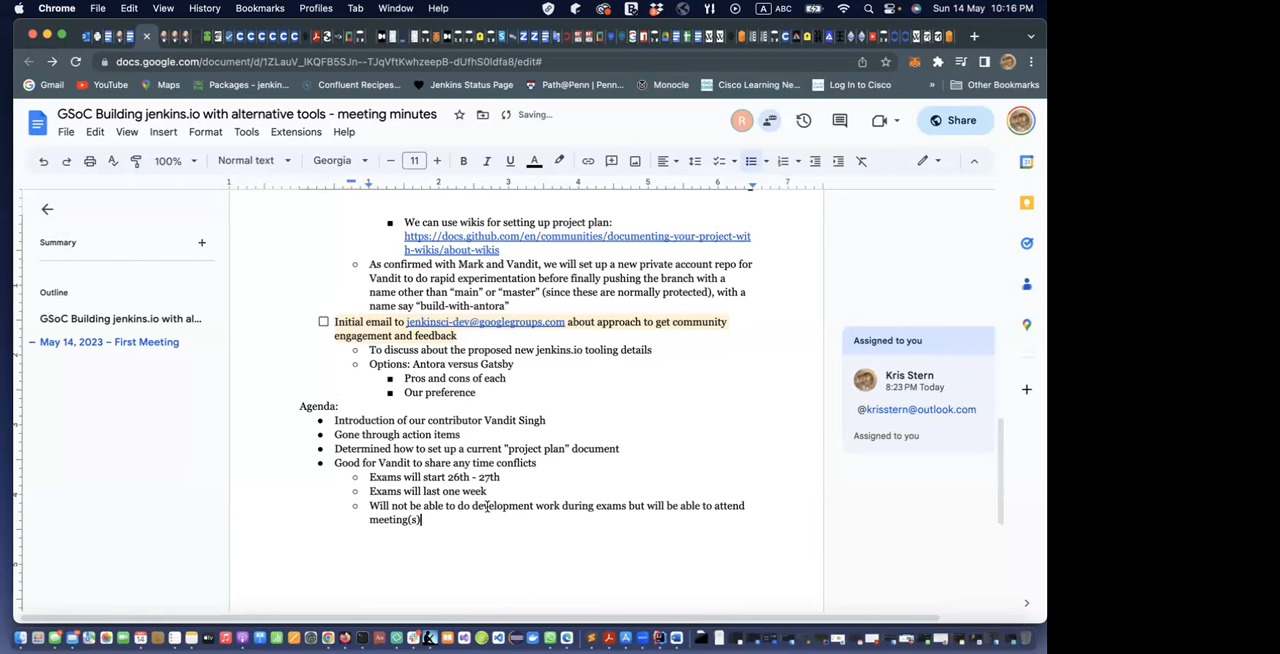 Chrome File Edit View History Bookmarks Profiles Tab Window Help ABC Sun 14 May 10:16 PM
docs.google.com/document/d/1ZLauV_IKQFB5SJn--TJqVftKwhzeepB-dUfhS0Idfa8/edit#
Gmail YouTube Maps Packages - jenkin... Confluent Recipes... Jenkins Status Page Path@Penn | Penn... Monocle Cisco Learning Ne... Log In to Cisco » Other Bookmarks
GSoC Building jenkins.io with alternative tools - meeting minutes Saving...
File Edit View Insert Format Tools Extensions Help
R Share
100% Normal text Georgia 11 B I U A
1 1 2 3 4 5 6 7
Summary
Outline
GSoC Building jenkins.io with al...
May 14, 2023 – First Meeting
We can use wikis for setting up project plan:
https://docs.github.com/en/communities/documenting-your-project-wit
h-wikis/about-wikis
As confirmed with Mark and Vandit, we will set up a new private account repo for
Vandit to do rapid experimentation before finally pushing the branch with a
name other than “main” or “master” (since these are normally protected), with a
name say “build-with-antora”
Initial email to jenkinsci-dev@googlegroups.com about approach to get community
engagement and feedback
To discuss about the proposed new jenkins.io tooling details
Options: Antora versus Gatsby
Pros and cons of each
Our preference
Agenda:
Introduction of our contributor Vandit Singh
Gone through action items
Determined how to set up a current "project plan" document
Good for Vandit to share any time conflicts
Exams will start 26th - 27th
Exams will last one week
Will not be able to do development work during exams but will be able to attend
meeting(s)
Assigned to you
Kris Stern
8:23 PM Today
@krisstern@outlook.com
Assigned to you